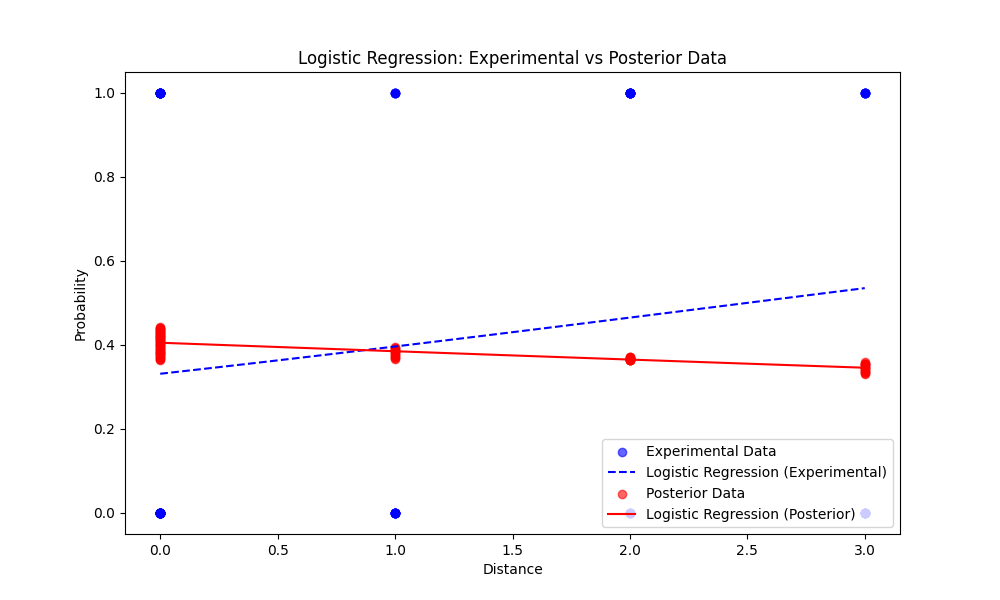 Logistic Regression: Experimental vs Posterior Data
1.0
0.8
0.6
0.4
0.2
0.0
Probability
Experimental Data
Logistic Regression (Experimental)
Posterior Data
Logistic Regression (Posterior)
0.0 0.5 1.0 1.5 2.0 2.5 3.0
Distance